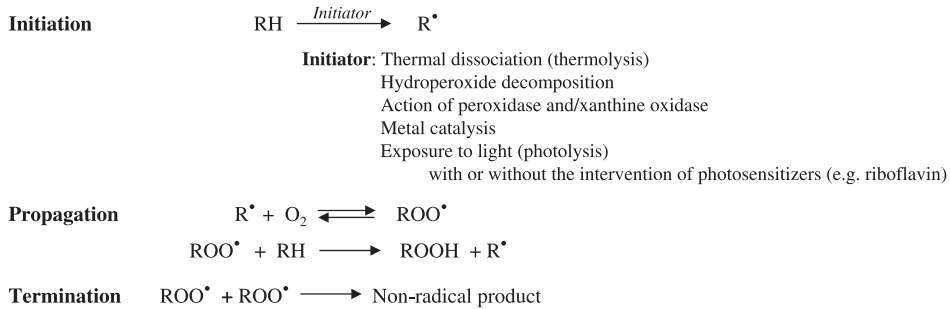 Initiation RH Initiator R•
Initiator: Thermal dissociation (thermolysis)
Hydroperoxide decomposition
Action of peroxidase and/xanthine oxidase
Metal catalysis
Exposure to light (photolysis)
with or without the intervention of photosensitizers (e.g. riboflavin)
Propagation R• + O₂ ⇌ ROO•
ROO• + RH → ROOH + R•
Termination ROO• + ROO• → Non-radical product